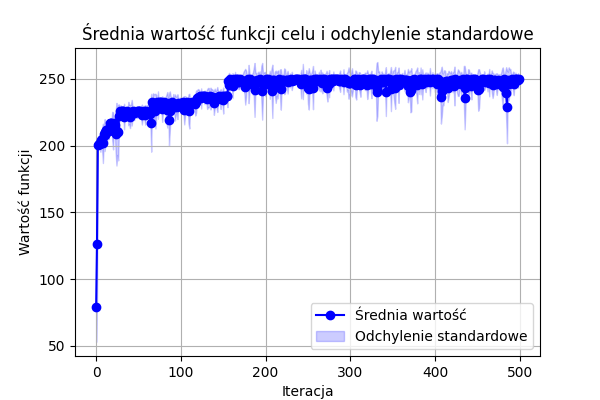 Średnia wartość funkcji celu i odchylenie standardowe
Wartość funkcji
250
200
150
100
50
0
100
200
300
400
500
Iteracja
Średnia wartość
Odchylenie standardowe